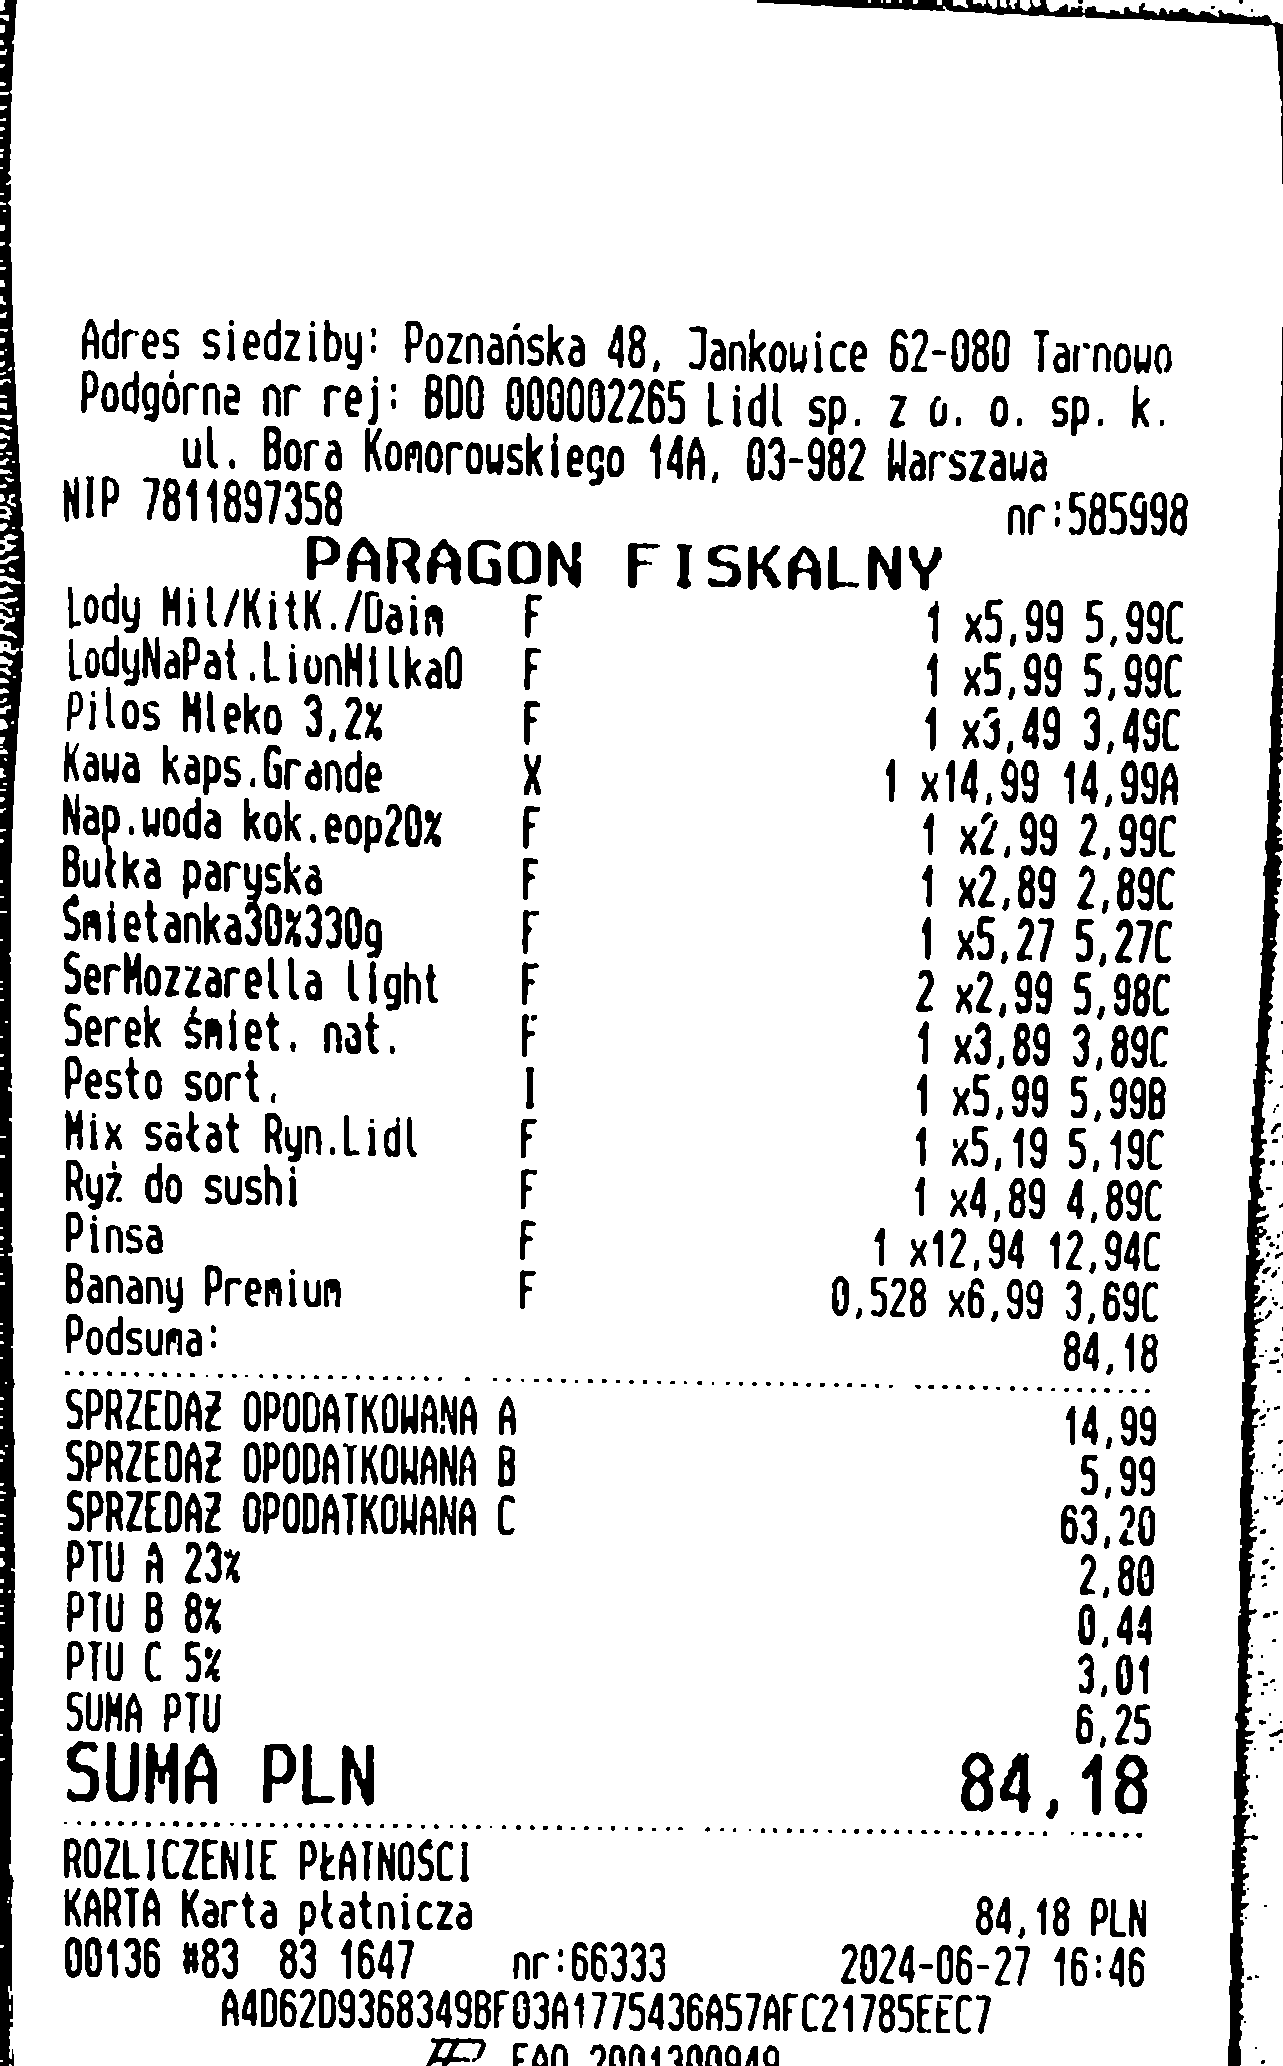 Adres siedziby: Poznańska 48, Jankowice 62-080 Tarnowo
Podgórne nr rej: BDO 000002265 Lidl sp. z o. o. sp. k.
ul. Bora Komorowskiego 14A, 03-982 Warszawa
NIP 7811897358 nr:585998
PARAGON FISKALNY
Lody Mil/KitK./Daim F 1 x5,99 5,99C
LodyNaPat.LionMilkaO F 1 x5,99 5,99C
Pilos Mleko 3,2% F 1 x3,49 3,49C
Kawa kaps.Grande X 1 x14,99 14,99A
Nap.woda kok.eop20% F 1 x2,99 2,99C
Bułka paryska F 1 x2,89 2,89C
Śmietanka30%330g F 1 x5,27 5,27C
SerMozzarella light F 2 x2,99 5,98C
Serek śmiet. nat. F 1 x3,89 3,89C
Pesto sort. I 1 x5,99 5,99B
Mix sałat Ryn.Lidl F 1 x5,19 5,19C
Ryż do sushi F 1 x4,89 4,89C
Pinsa F 1 x12,94 12,94C
Banany Premium F 0,528 x6,99 3,69C
Podsuma: 84,18
SPRZEDAŻ OPODATKOWANA A 14,99
SPRZEDAŻ OPODATKOWANA B 5,99
SPRZEDAŻ OPODATKOWANA C 63,20
PTU A 23% 2,80
PTU B 8% 0,44
PTU C 5% 3,01
SUMA PTU 6,25
SUMA PLN 84,18
ROZLICZENIE PŁATNOŚCI
KARTA Karta płatnicza 84,18 PLN
00136 #83 83 1647 nr:66333 2024-06-27 16:46
A4D62D9368349BF03A1775436A57AFC21785EEC7
EAO 2001300949